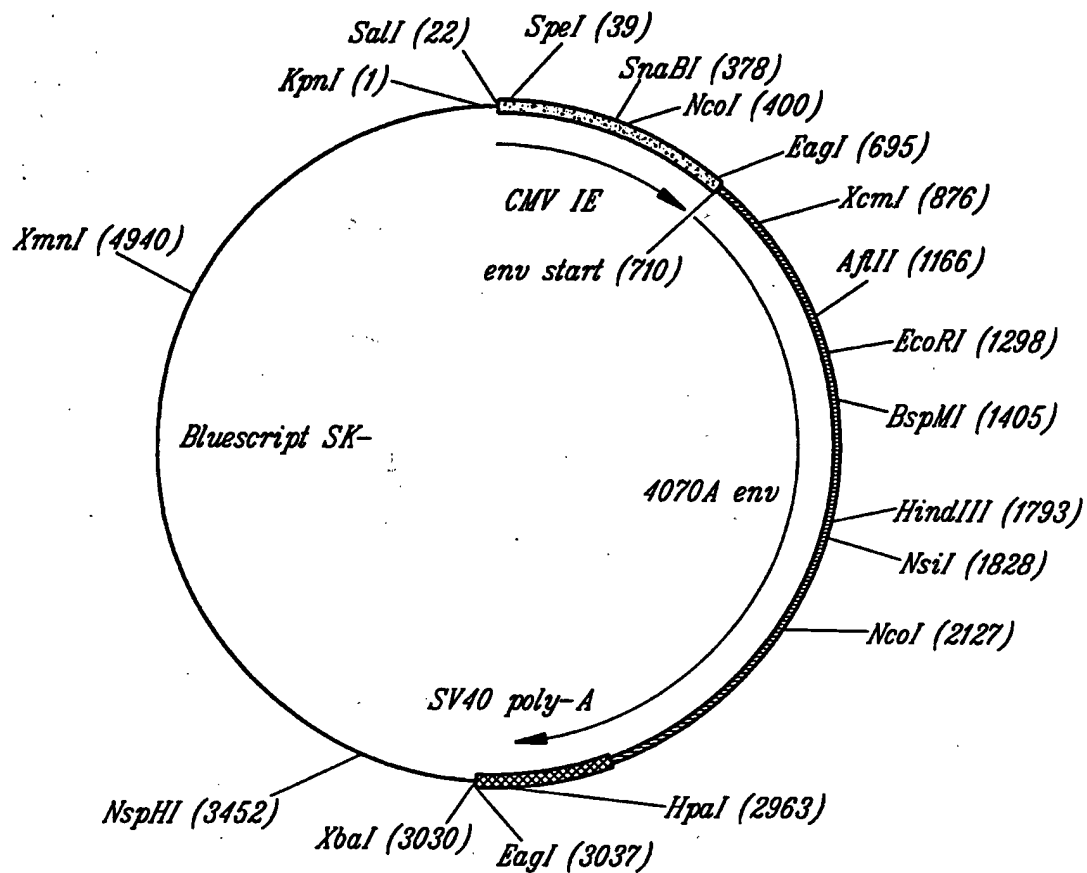 SalI (22)
SpeI (39)
KpnI (1)
SnaBI (378)
NcoI (400)
EagI (695)
CMV IE
XcmI (876)
XmnI (4940)
env start (710)
AflII (1166)
EcoRI (1298)
BspMI (1405)
Bluescript SK-
4070A env
HindIII (1793)
NsiI (1828)
NcoI (2127)
SV40 poly-A
NspHI (3452)
HpaI (2963)
XbaI (3030)
EagI (3037)